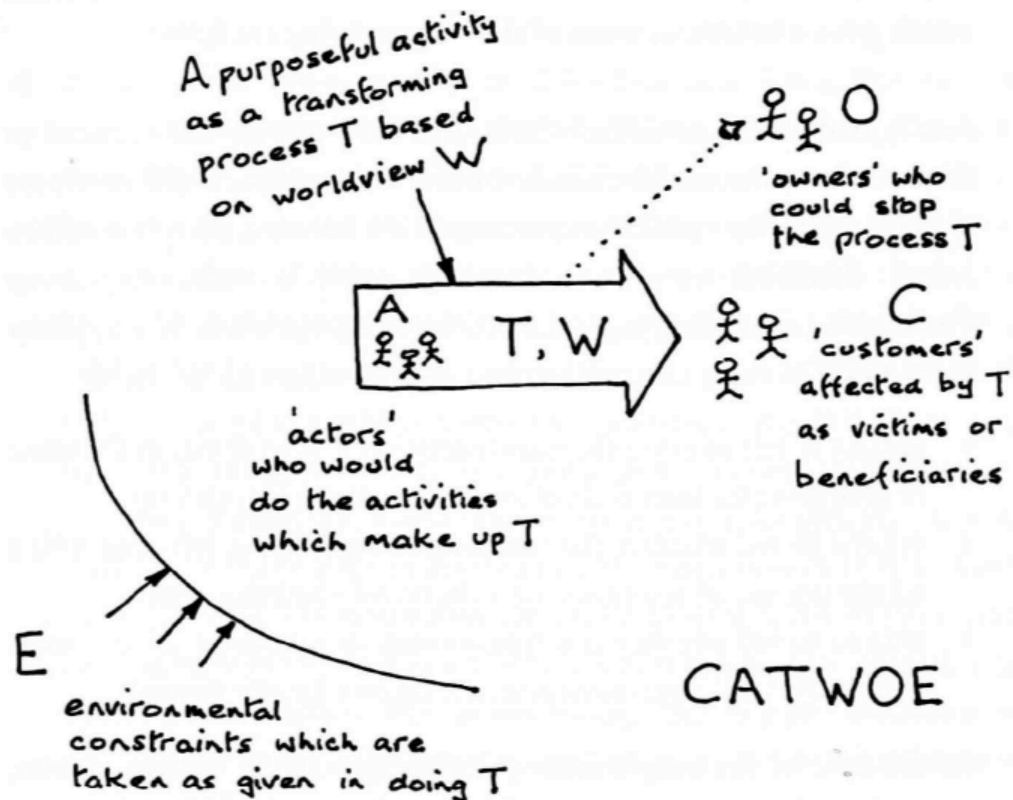 A purposeful activity
as a transforming
process T based
on worldview W
O
'owners' who
could stop
the process T
A
T, W
C
'customers'
affected by T
as victims or
beneficiaries
'actors'
who would
do the activities
which make up T
E
environmental
constraints which are
taken as given in doing T
CATWOE